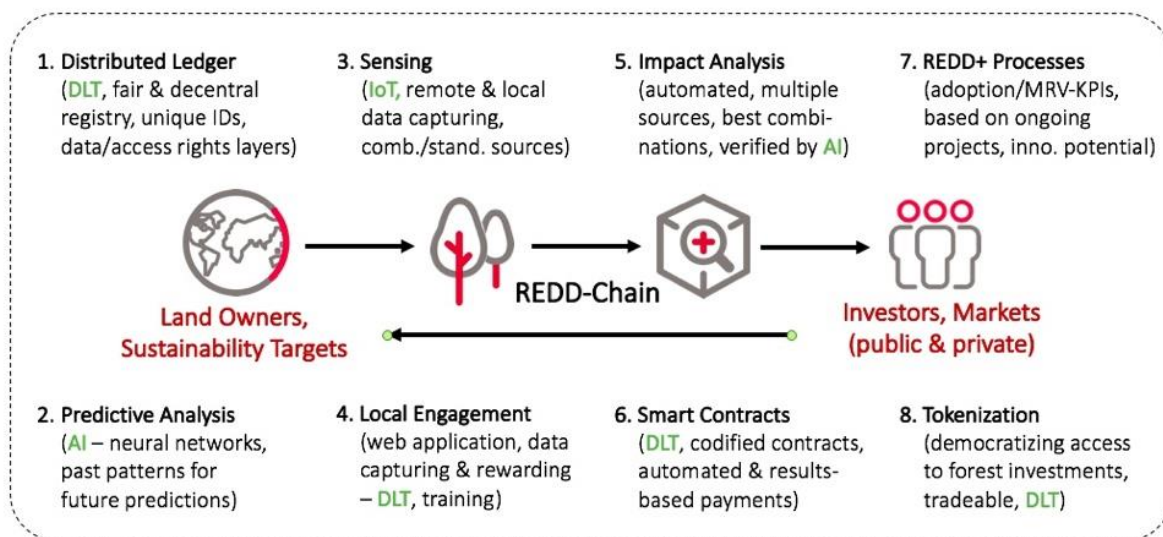 1. Distributed Ledger
(DLT, fair & decentral
registry, unique IDs,
data/access rights layers)
3. Sensing
(IoT, remote & local
data capturing,
comb./stand. sources)
5. Impact Analysis
(automated, multiple
sources, best combi-
nations, verified by AI)
7. REDD+ Processes
(adoption/MRV-KPIs,
based on ongoing
projects, inno. potential)
Land Owners,
Sustainability Targets
REDD-Chain
Investors, Markets
(public & private)
2. Predictive Analysis
(AI – neural networks,
past patterns for
future predictions)
4. Local Engagement
(web application, data
capturing & rewarding
– DLT, training)
6. Smart Contracts
(DLT, codified contracts,
automated & results-
based payments)
8. Tokenization
(democratizing access
to forest investments,
tradeable, DLT)